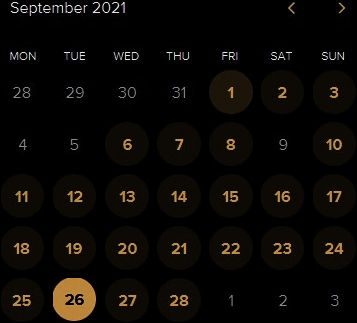 September 2021
MON TUE WED THU FRI SAT SUN
28 29 30 31 1 2 3
4 5 6 7 8 9 10
11 12 13 14 15 16 17
18 19 20 21 22 23 24
25 26 27 28 1 2 3